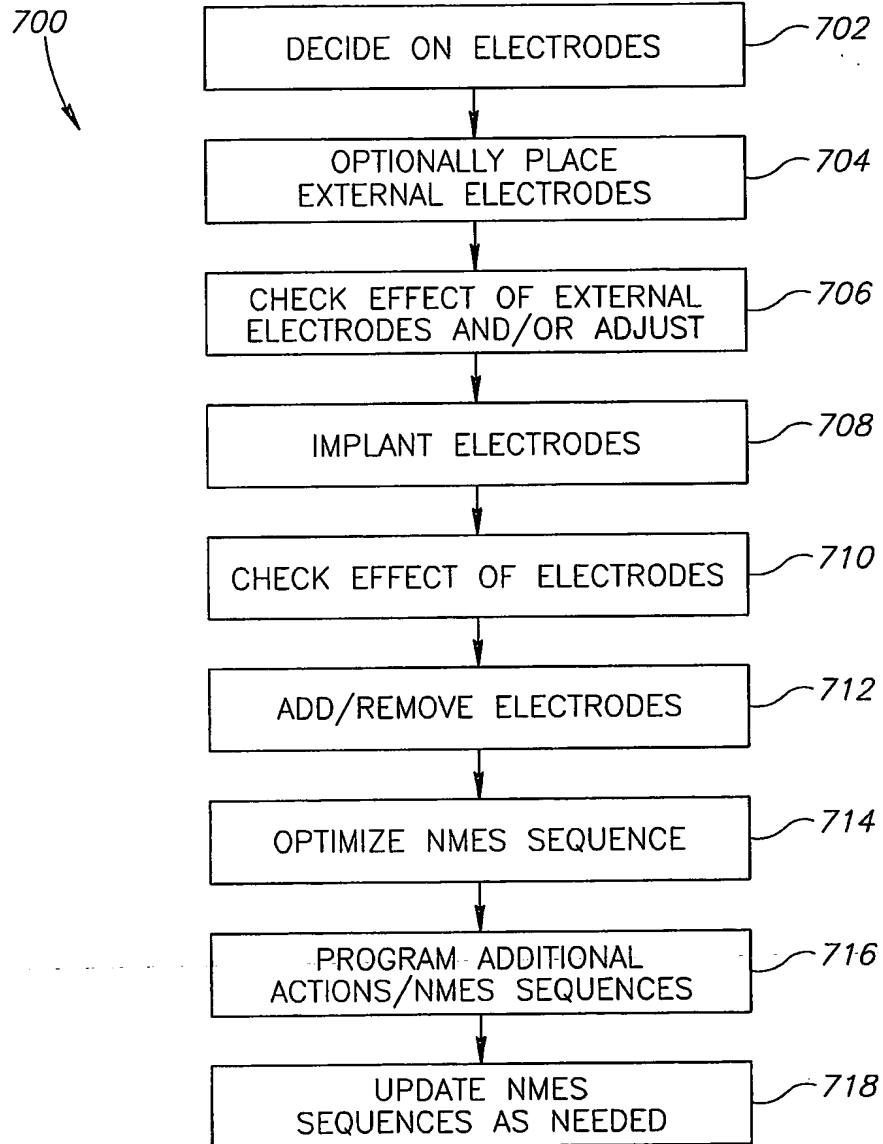 700
DECIDE ON ELECTRODES
702
OPTIONALLY PLACE
EXTERNAL ELECTRODES
704
CHECK EFFECT OF EXTERNAL
ELECTRODES AND/OR ADJUST
706
IMPLANT ELECTRODES
708
CHECK EFFECT OF ELECTRODES
710
ADD/REMOVE ELECTRODES
712
OPTIMIZE NMES SEQUENCE
714
PROGRAM ADDITIONAL
ACTIONS/NMES SEQUENCES
716
UPDATE NMES
SEQUENCES AS NEEDED
718